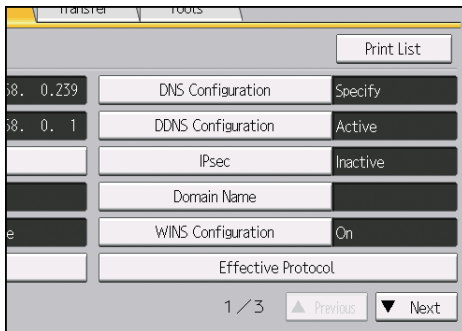 Transfer Tools
Print List
58. 0.239 DNS Configuration Specify
58. 0. 1 DDNS Configuration Active
IPsec Inactive
Domain Name
e WINS Configuration On
Effective Protocol
1/3 ▲ Previous ▼ Next